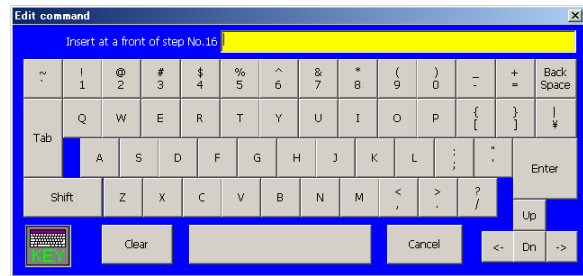 Edit command
Insert at a front of step No.16
~ ! @ # $ % ^ & * ( ) _ + Back
` 1 2 3 4 5 6 7 8 9 0 - = Space
Tab Q W E R T Y U I O P { } |
[ ] ¥
A S D F G H J K L : ; " ' Enter
Shift Z X C V B N M < , > . ? /
Up
KEY Clear Cancel <- Dn ->